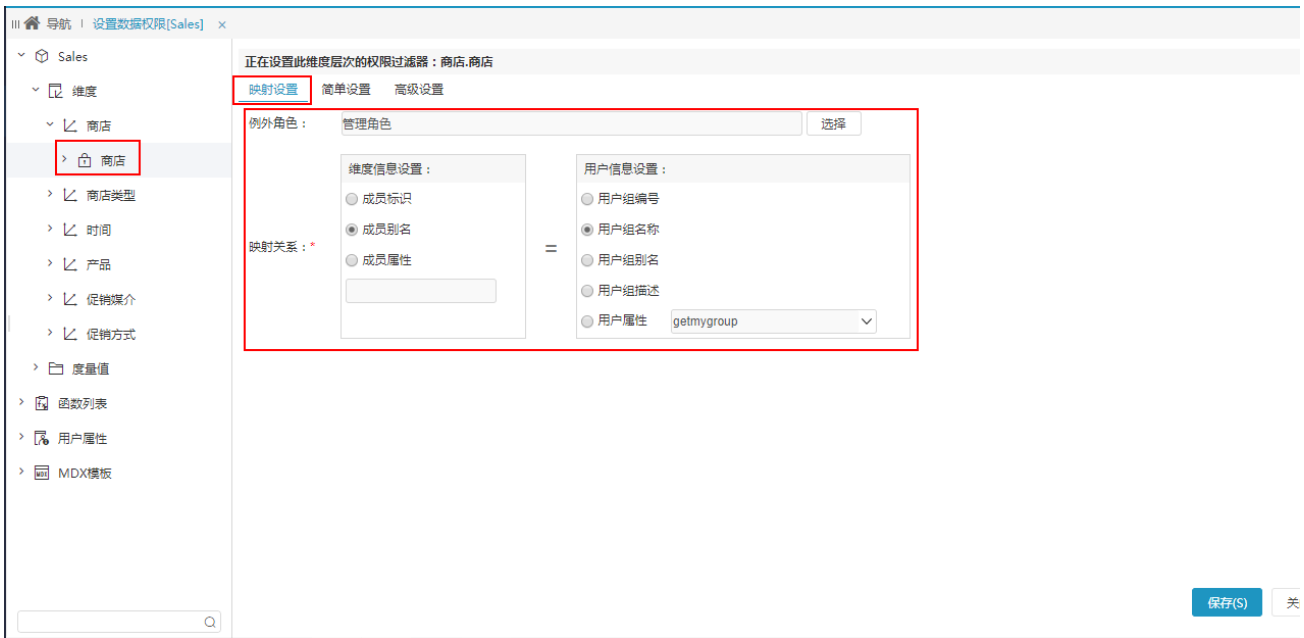 导航 设置数据权限[Sales] ×
Sales
维度
商店
商店
商店类型
时间
产品
促销媒介
促销方式
度量值
函数列表
用户属性
MDX模板
正在设置此维度层次的权限过滤器：商店.商店
映射设置 简单设置 高级设置
例外角色： 管理角色 选择
映射关系：*
维度信息设置：
成员标识
成员别名
成员属性
=
用户信息设置：
用户组编号
用户组名称
用户组别名
用户组描述
用户属性 getmygroup
保存(S) 关